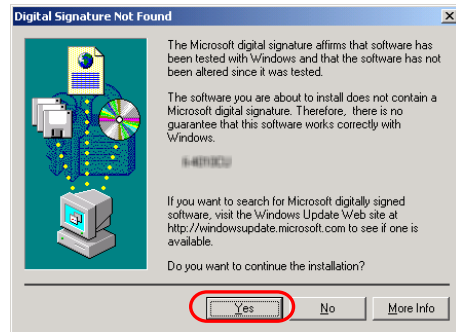 Digital Signature Not Found
The Microsoft digital signature affirms that software has
been tested with Windows and that the software has not
been altered since it was tested.
The software you are about to install does not contain a
Microsoft digital signature. Therefore, there is no
guarantee that this software works correctly with
Windows.
If you want to search for Microsoft digitally signed
software, visit the Windows Update Web site at
http://windowsupdate.microsoft.com to see if one is
available.
Do you want to continue the installation?
Yes No More Info